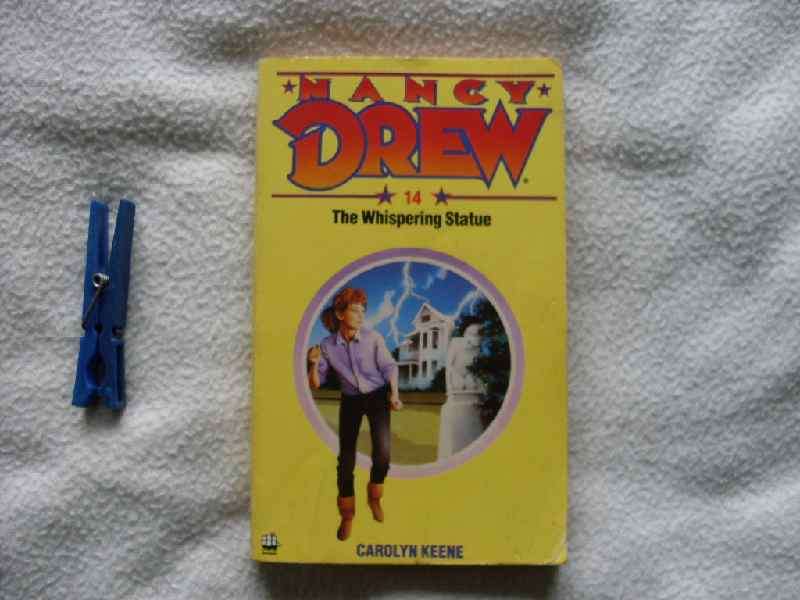 NANCY
DREW
14
The Whispering Statue
CAROLYN KEENE